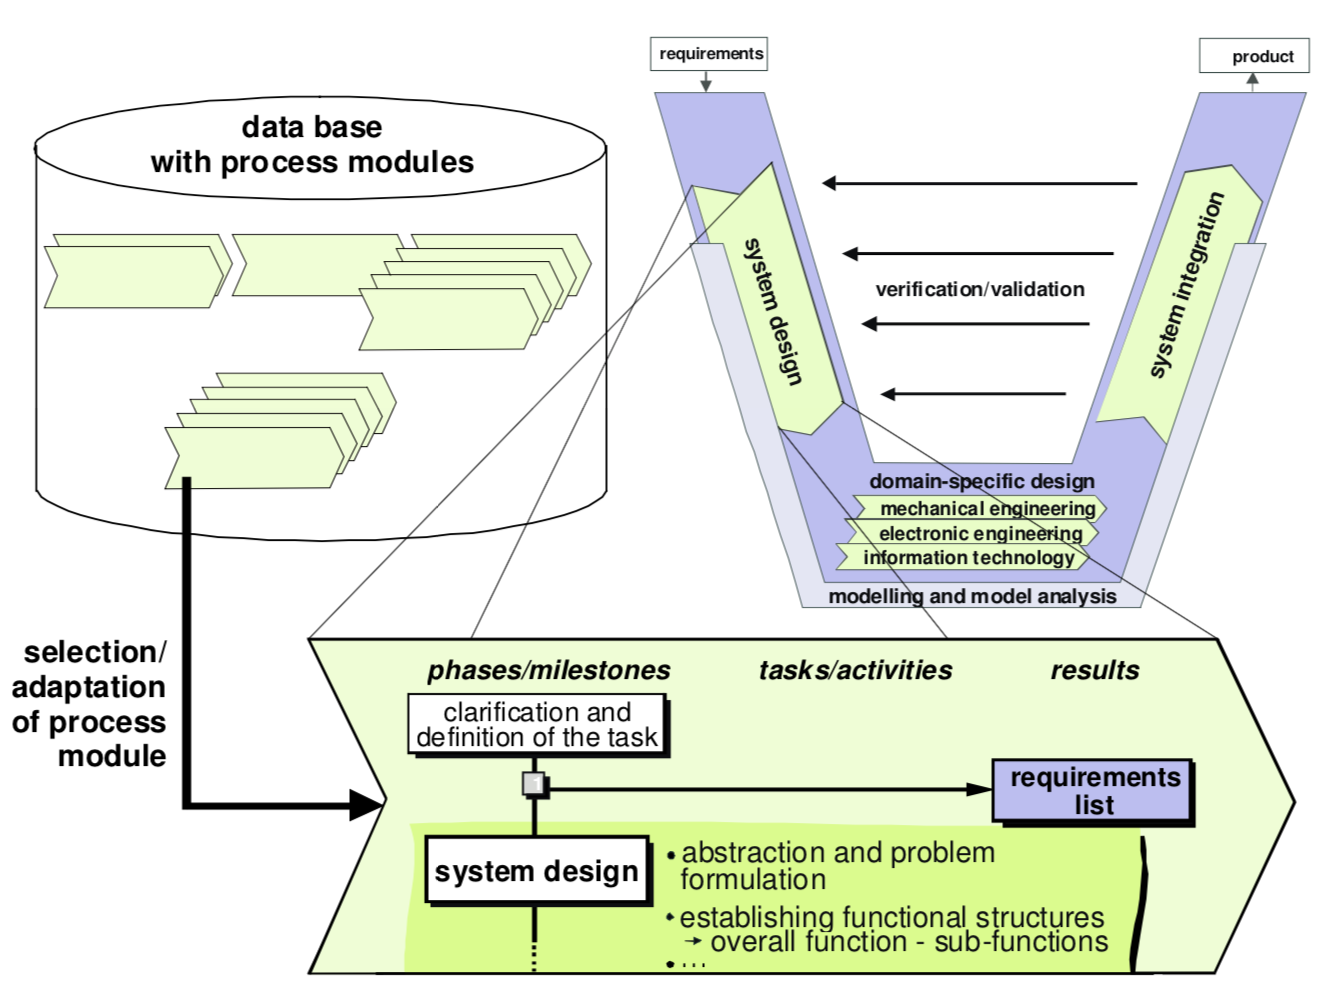 requirements
product
data base
with process modules
system design
system integration
verification/validation
domain-specific design
mechanical engineering
electronic engineering
information technology
modelling and model analysis
selection/
adaptation
of process
module
phases/milestones
tasks/activities
results
clarification and
definition of the task
1
requirements
list
system design
• abstraction and problem
formulation
• establishing functional structures
→ overall function - sub-functions
• ...